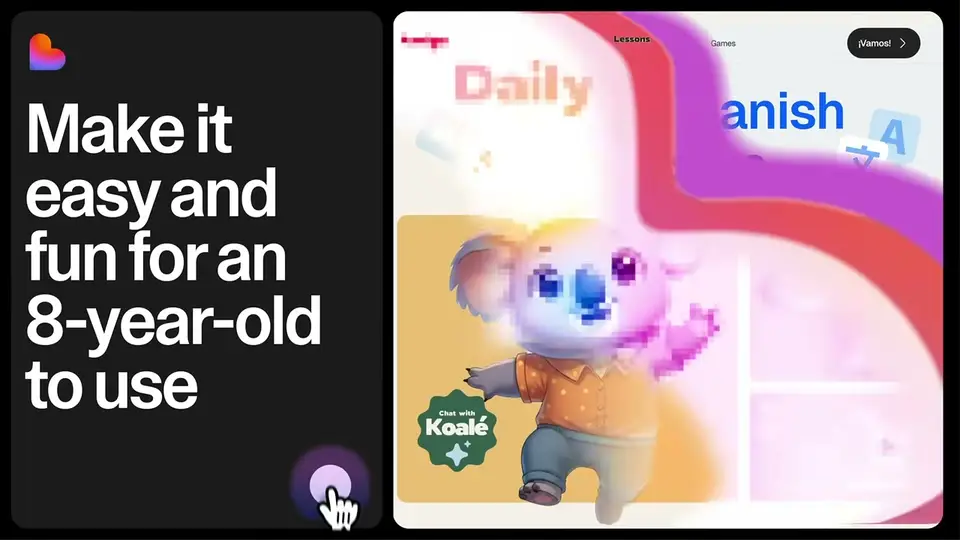 Make it
easy and
fun for an
8-year-old
to use
Lessons
Games
¡Vamos!
Daily
anish
A
文
Chat with
Koalé